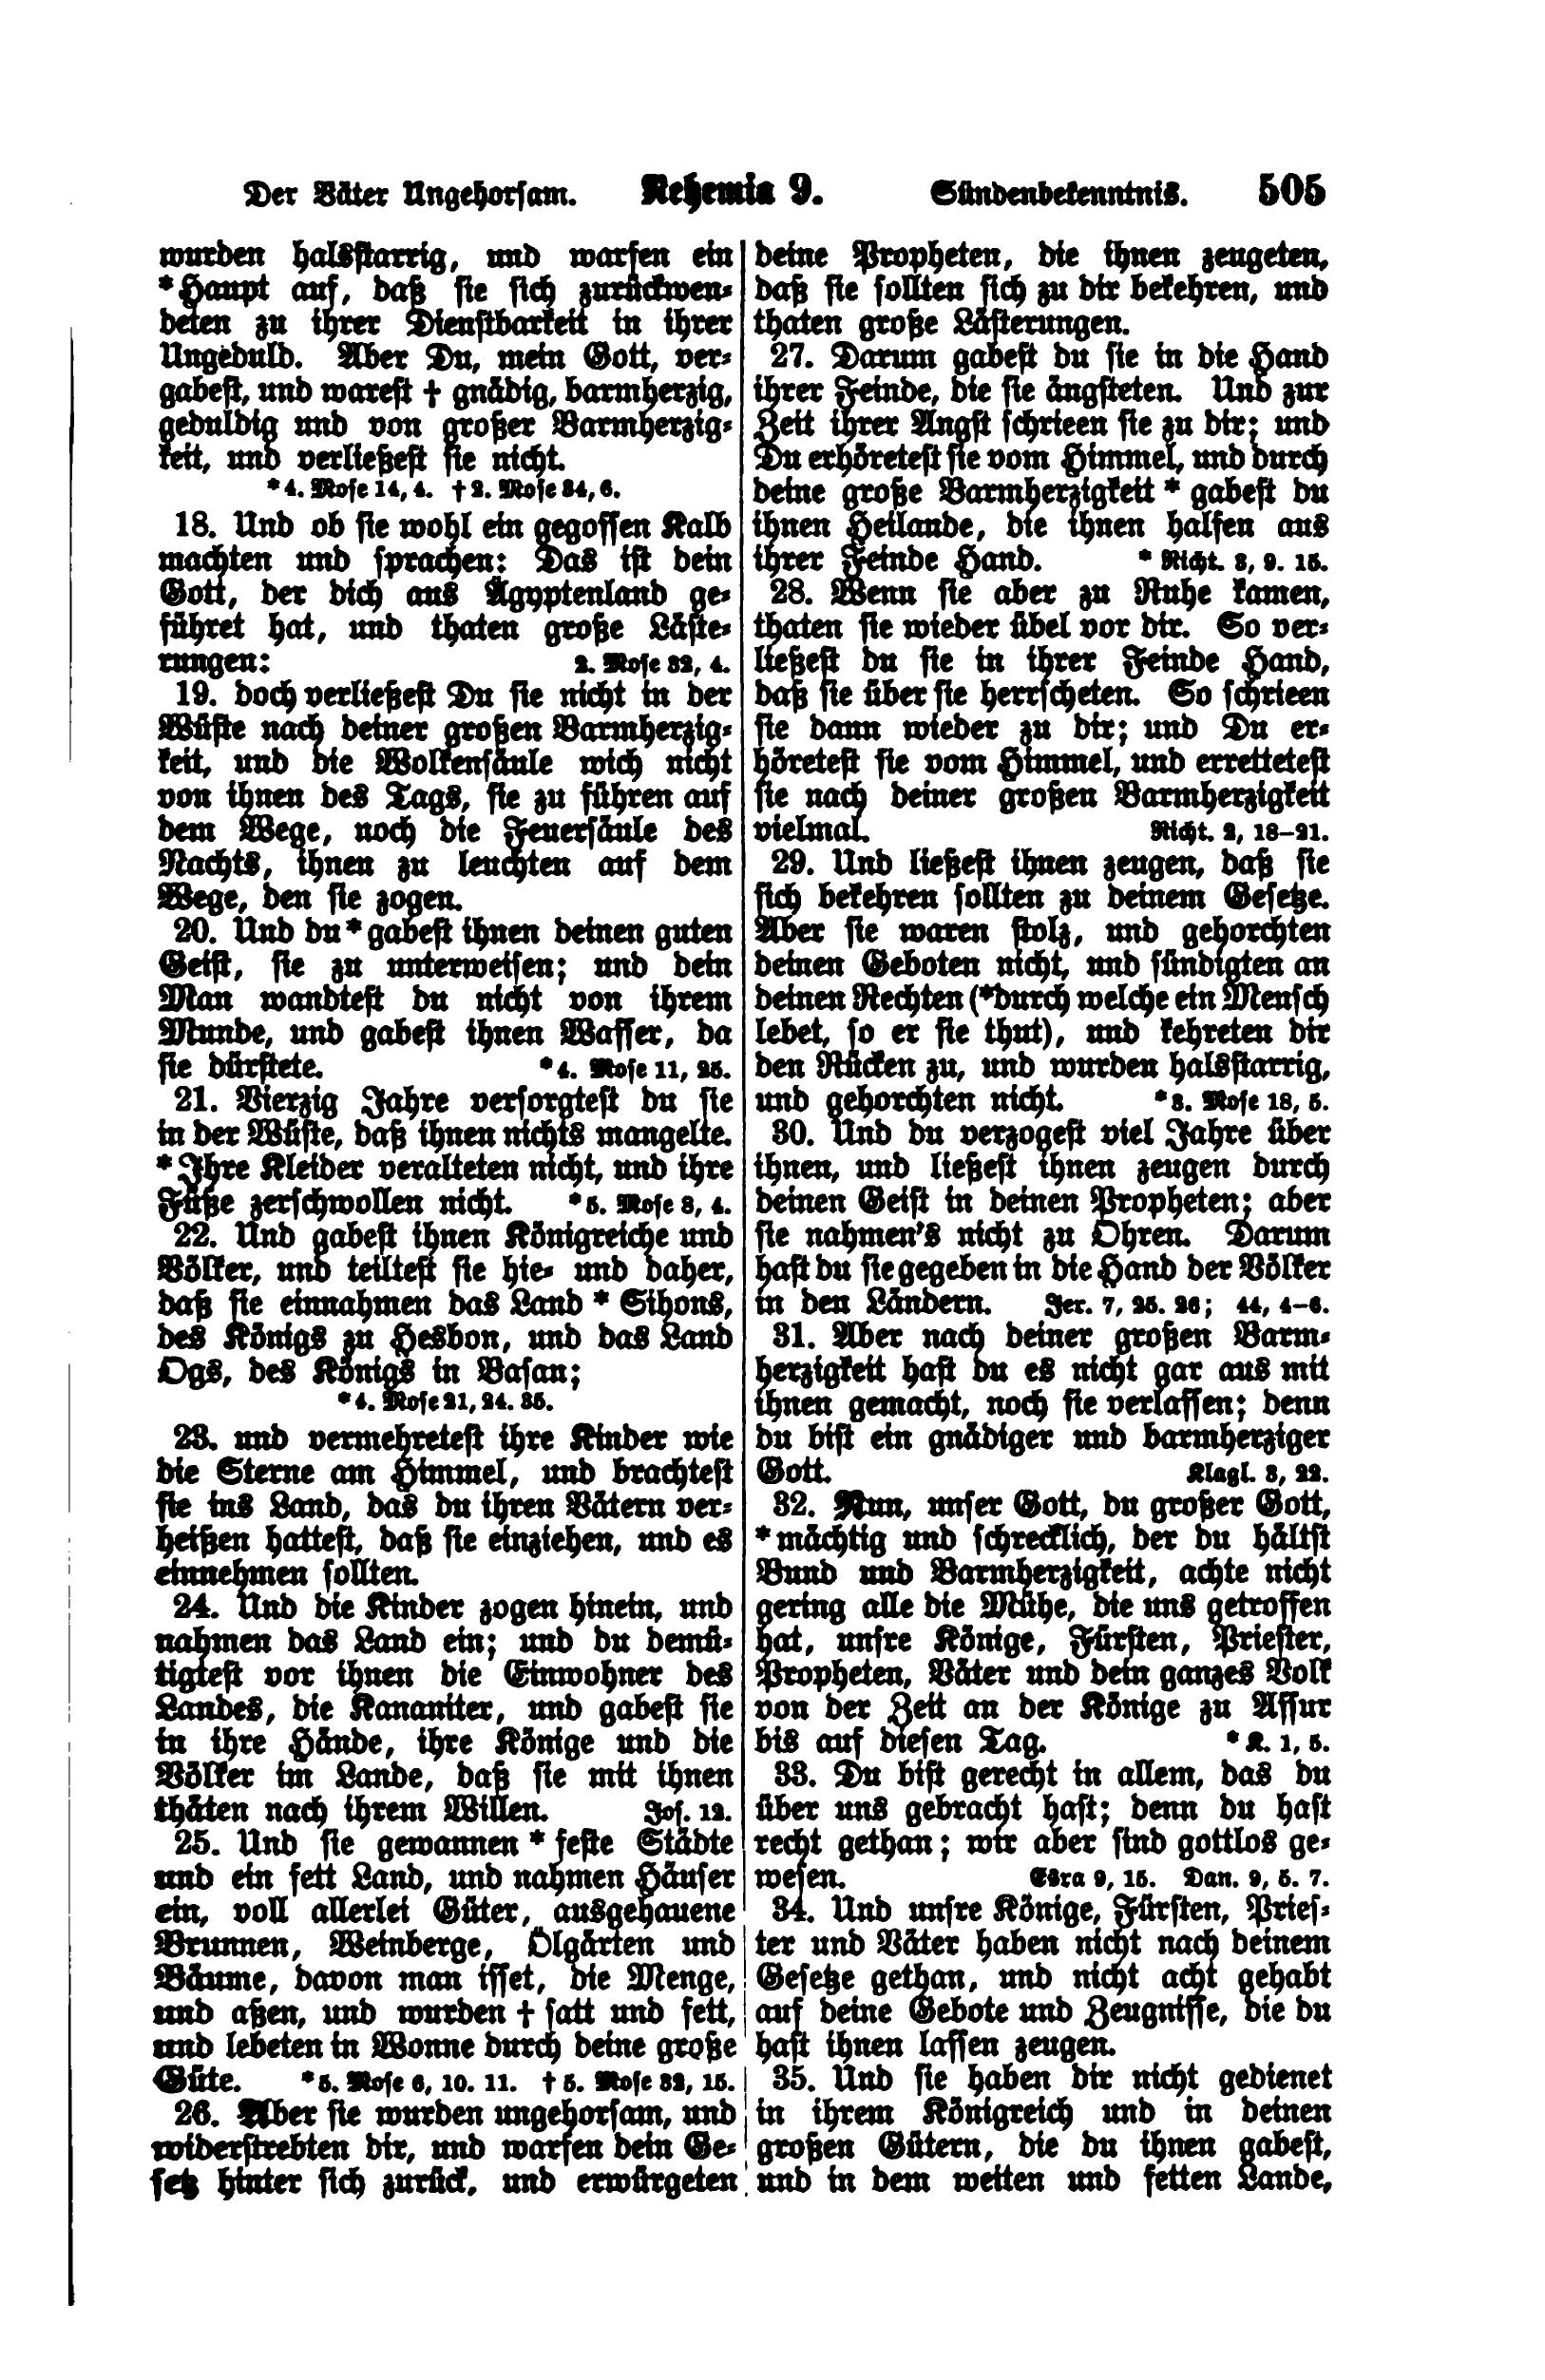 Der Väter Ungehorsam. Nehemia 9. Sündenbekenntnis. 505
wurden halsstarrig, und warfen ein
*Haupt auf, daß sie sich zurückwen-
deten zu ihrer Dienstbarkeit in ihrer
Ungeduld. Aber Du, mein Gott, ver-
gabest, und warest † gnädig, barmherzig,
geduldig und von großer Barmherzig-
keit, und verließest sie nicht.
*4. Mose 14, 4. † 2. Mose 34, 6.
18. Und ob sie wohl ein gegossen Kalb
machten und sprachen: Das ist dein
Gott, der dich aus Ägyptenland ge-
führet hat, und thaten große Läste-
rungen: 2. Mose 32, 4.
19. doch verließest Du sie nicht in der
Wüste nach deiner großen Barmherzig-
keit, und die Wolkensäule wich nicht
von ihnen des Tags, sie zu führen auf
dem Wege, noch die Feuersäule des
Nachts, ihnen zu leuchten auf dem
Wege, den sie zogen.
20. Und du * gabest ihnen deinen guten
Geist, sie zu unterweisen; und dein
Man wandtest du nicht von ihrem
Munde, und gabest ihnen Wasser, da
sie dürstete. *4. Mose 11, 25.
21. Vierzig Jahre versorgtest du sie
in der Wüste, daß ihnen nichts mangelte.
*Ihre Kleider veralteten nicht, und ihre
Füße zerschwollen nicht. *5. Mose 8, 4.
22. Und gabest ihnen Königreiche und
Völker, und teiltest sie hie- und daher,
daß sie einnahmen das Land * Sihons,
des Königs zu Hesbon, und das Land
Ogs, des Königs in Basan;
*4. Mose 21, 24. 35.
23. und vermehretest ihre Kinder wie
die Sterne am Himmel, und brachtest
sie ins Land, das du ihren Vätern ver-
heißen hattest, daß sie einziehen, und es
einnehmen sollten.
24. Und die Kinder zogen hinein, und
nahmen das Land ein; und du demü-
tigtest vor ihnen die Einwohner des
Landes, die Kananiter, und gabest sie
in ihre Hände, ihre Könige und die
Völker im Lande, daß sie mit ihnen
thäten nach ihrem Willen. Jos. 12.
25. Und sie gewannen * feste Städte
und ein fett Land, und nahmen Häuser
ein, voll allerlei Güter, ausgehauene
Brunnen, Weinberge, Ölgärten und
Bäume, davon man isset, die Menge,
und aßen, und wurden † satt und fett,
und lebeten in Wonne durch deine große
Güte. *5. Mose 6, 10. 11. † 5. Mose 32, 15.
26. Aber sie wurden ungehorsam, und
widerstrebten dir, und warfen dein Ge-
setz hinter sich zurück, und erwürgeten
deine Propheten, die ihnen zeugeten,
daß sie sollten sich zu dir bekehren, und
thaten große Lästerungen.
27. Darum gabest du sie in die Hand
ihrer Feinde, die sie ängsteten. Und zur
Zeit ihrer Angst schrieen sie zu dir; und
Du erhöretest sie vom Himmel, und durch
deine große Barmherzigkeit * gabest du
ihnen Heilande, die ihnen halfen aus
ihrer Feinde Hand. * Richt. 3, 9. 15.
28. Wenn sie aber zu Ruhe kamen,
thaten sie wieder übel vor dir. So ver-
ließest du sie in ihrer Feinde Hand,
daß sie über sie herrscheten. So schrieen
sie dann wieder zu dir; und Du er-
höretest sie vom Himmel, und errettetest
sie nach deiner großen Barmherzigkeit
vielmal. Richt. 2, 18–21.
29. Und ließest ihnen zeugen, daß sie
sich bekehren sollten zu deinem Gesetze.
Aber sie waren stolz, und gehorchten
deinen Geboten nicht, und sündigten an
deinen Rechten (*durch welche ein Mensch
lebet, so er sie thut), und kehreten dir
den Rücken zu, und wurden halsstarrig,
und gehorchten nicht. *3. Mose 18, 5.
30. Und du verzogest viel Jahre über
ihnen, und ließest ihnen zeugen durch
deinen Geist in deinen Propheten; aber
sie nahmen's nicht zu Ohren. Darum
hast du sie gegeben in die Hand der Völker
in den Ländern. Jer. 7, 25. 26; 44, 4–6.
31. Aber nach deiner großen Barm-
herzigkeit hast du es nicht gar aus mit
ihnen gemacht, noch sie verlassen; denn
du bist ein gnädiger und barmherziger
Gott. Klagl. 3, 22.
32. Nun, unser Gott, du großer Gott,
*mächtig und schrecklich, der du hältst
Bund und Barmherzigkeit, achte nicht
gering alle die Mühe, die uns getroffen
hat, unsre Könige, Fürsten, Priester,
Propheten, Väter und dein ganzes Volk
von der Zeit an der Könige zu Assur
bis auf diesen Tag. * K. 1, 5.
33. Du bist gerecht in allem, das du
über uns gebracht hast; denn du hast
recht gethan; wir aber sind gottlos ge-
wesen. Esra 9, 15. Dan. 9, 5. 7.
34. Und unsre Könige, Fürsten, Pries-
ter und Väter haben nicht nach deinem
Gesetze gethan, und nicht acht gehabt
auf deine Gebote und Zeugnisse, die du
hast ihnen lassen zeugen.
35. Und sie haben dir nicht gedienet
in ihrem Königreich und in deinen
großen Gütern, die du ihnen gabest,
und in dem weiten und fetten Lande,